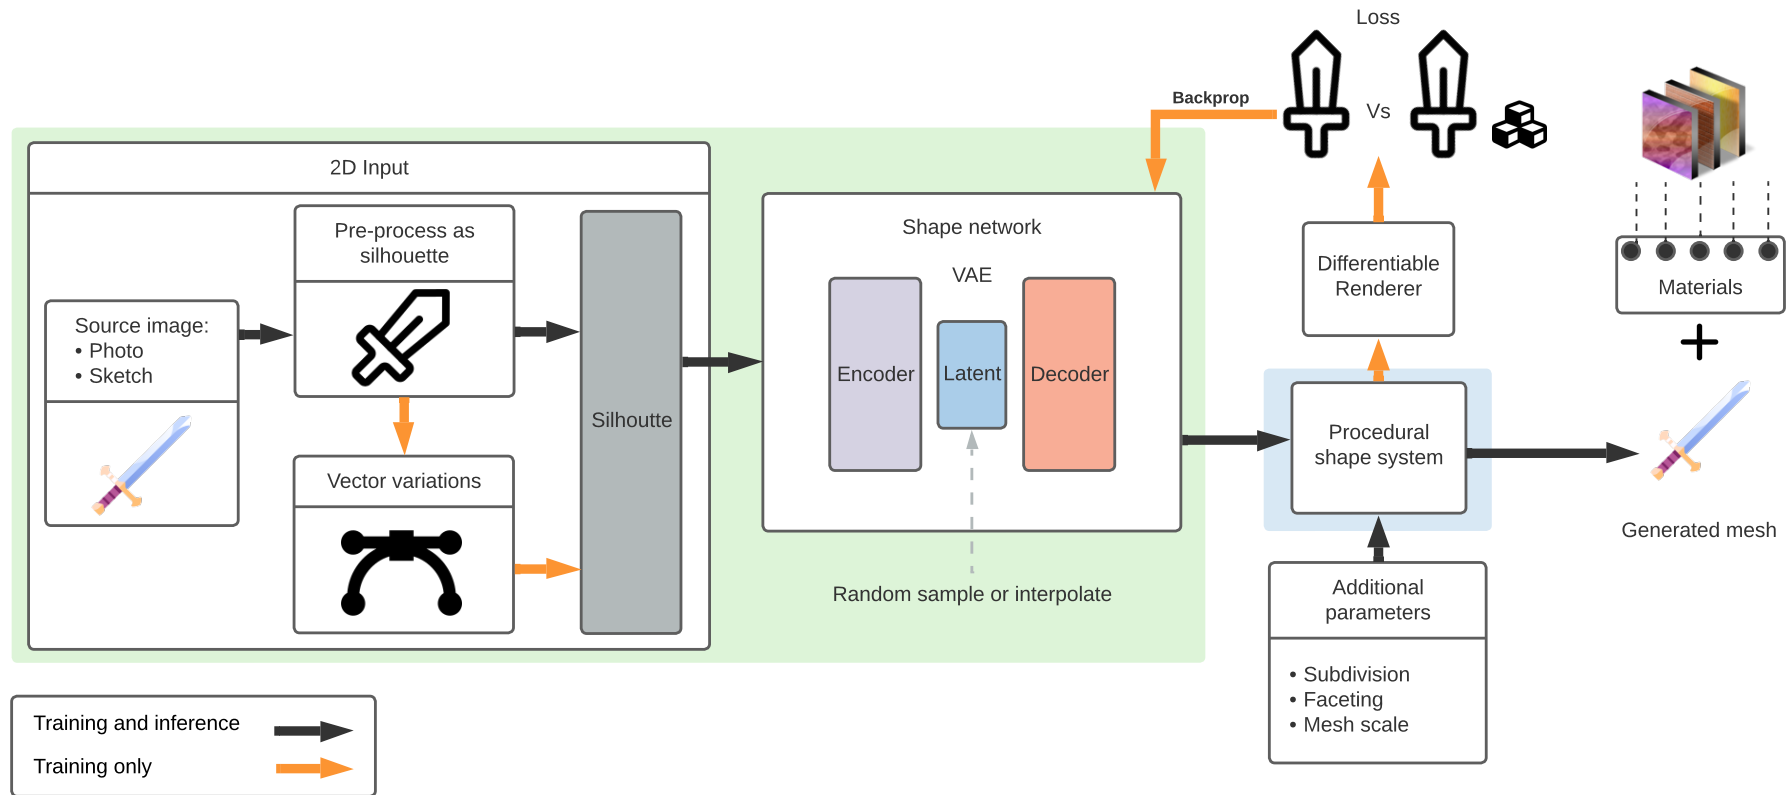 Loss
Backprop
Vs
2D Input
Pre-process as
silhouette
Source image:
• Photo
• Sketch
Vector variations
Silhoutte
Shape network
VAE
Encoder
Latent
Decoder
Random sample or interpolate
Differentiable
Renderer
Procedural
shape system
Additional
parameters
• Subdivision
• Faceting
• Mesh scale
Materials
Generated mesh
Training and inference
Training only